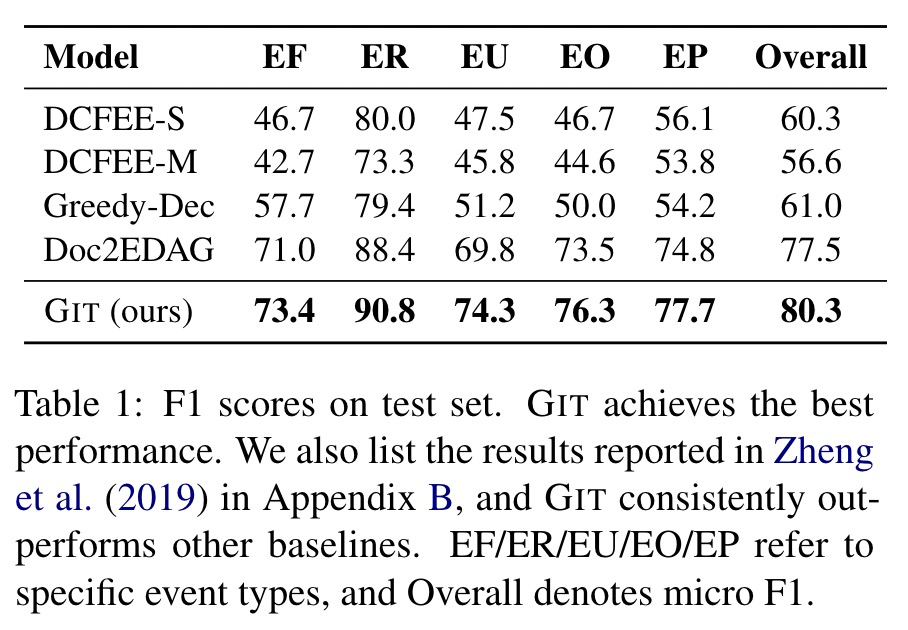 Model EF ER EU EO EP Overall
DCFEE-S 46.7 80.0 47.5 46.7 56.1 60.3
DCFEE-M 42.7 73.3 45.8 44.6 53.8 56.6
Greedy-Dec 57.7 79.4 51.2 50.0 54.2 61.0
Doc2EDAG 71.0 88.4 69.8 73.5 74.8 77.5
GIT (ours) 73.4 90.8 74.3 76.3 77.7 80.3
Table 1: F1 scores on test set. GIT achieves the best
performance. We also list the results reported in Zheng
et al. (2019) in Appendix B, and GIT consistently out-
performs other baselines. EF/ER/EU/EO/EP refer to
specific event types, and Overall denotes micro F1.